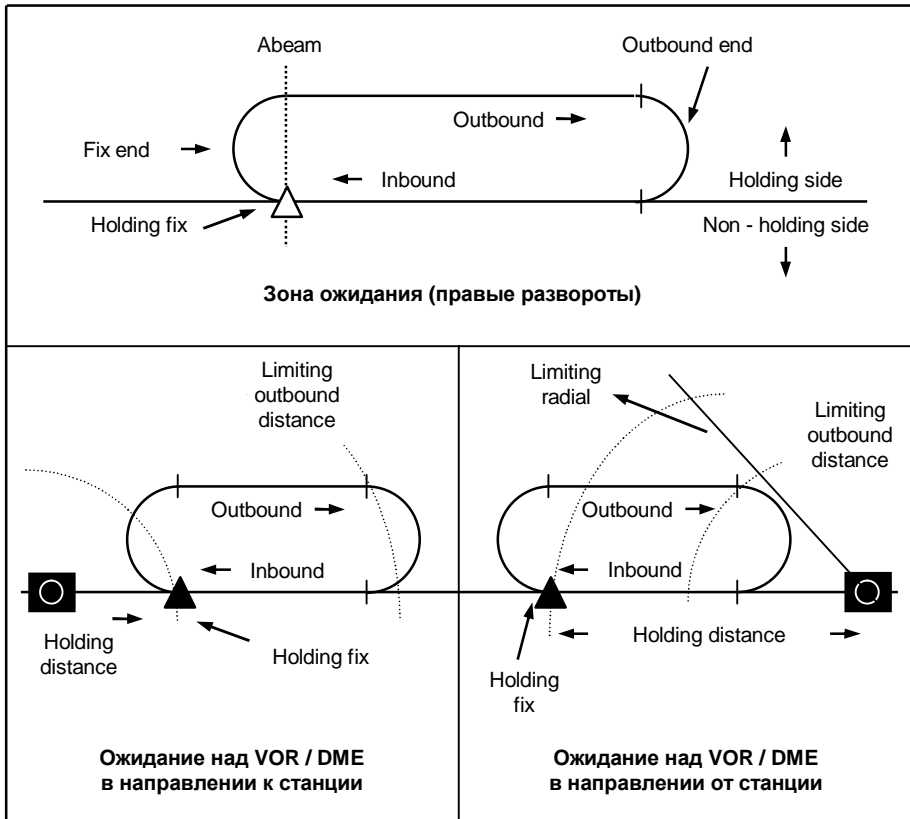 Abeam
Outbound end
Outbound
Fix end
Inbound
Holding side
Holding fix
Non - holding side
Зона ожидания (правые развороты)
Limiting
outbound
distance
Outbound
Inbound
Holding
distance
Holding fix
Ожидание над VOR / DME
в направлении к станции
Limiting
radial
Limiting
outbound
distance
Outbound
Inbound
Holding distance
Holding
fix
Ожидание над VOR / DME
в направлении от станции